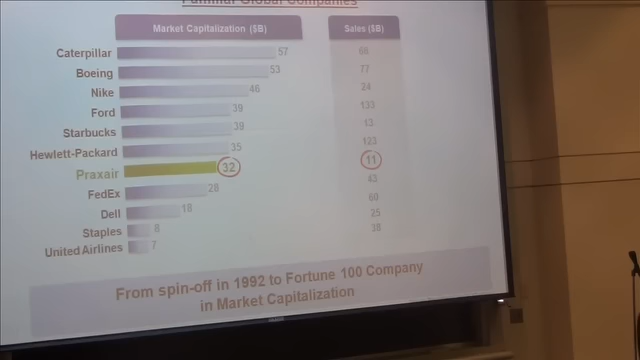 Familiar Global Companies
Market Capitalization ($B) Sales ($B)
Caterpillar 57 66
Boeing 53 77
Nike 46 24
Ford 39 133
Starbucks 39 13
Hewlett-Packard 35 123
Praxair 32 11
FedEx 28 43
Dell 18 60
Staples 8 25
United Airlines 7 38
From spin-off in 1992 to Fortune 100 Company
in Market Capitalization